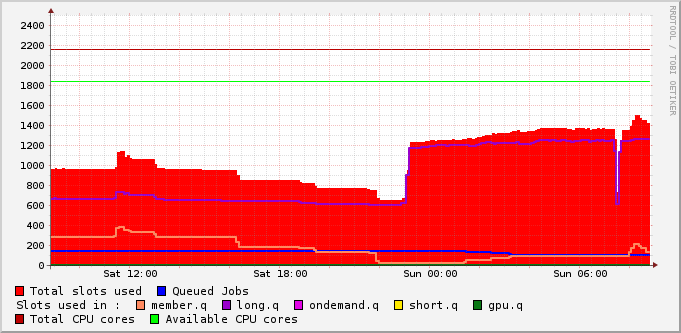 RRDTOOL / TOBI OETIKER
2400
2200
2000
1800
1600
1400
1200
1000
800
600
400
200
0
Sat 12:00 Sat 18:00 Sun 00:00 Sun 06:00
Total slots used Queued Jobs
Slots used in : member.q long.q ondemand.q short.q gpu.q
Total CPU cores Available CPU cores